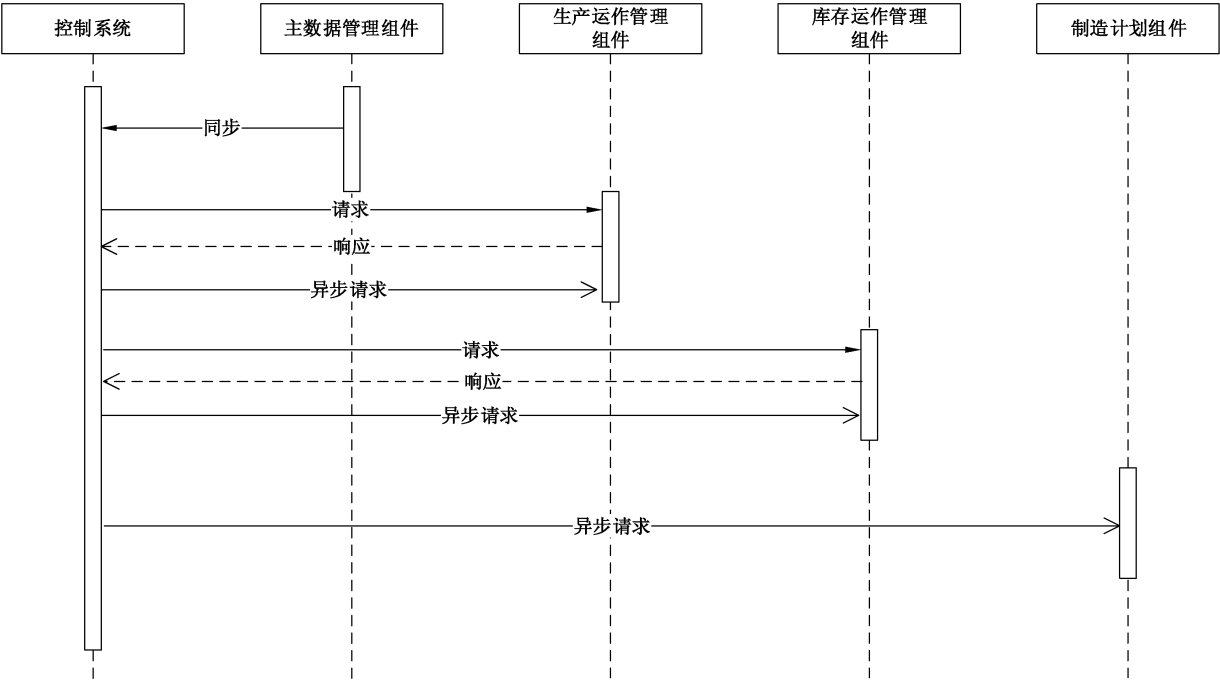 控制系统
主数据管理组件
生产运作管理
组件
库存运作管理
组件
制造计划组件
同步
请求
响应
异步请求
请求
响应
异步请求
异步请求